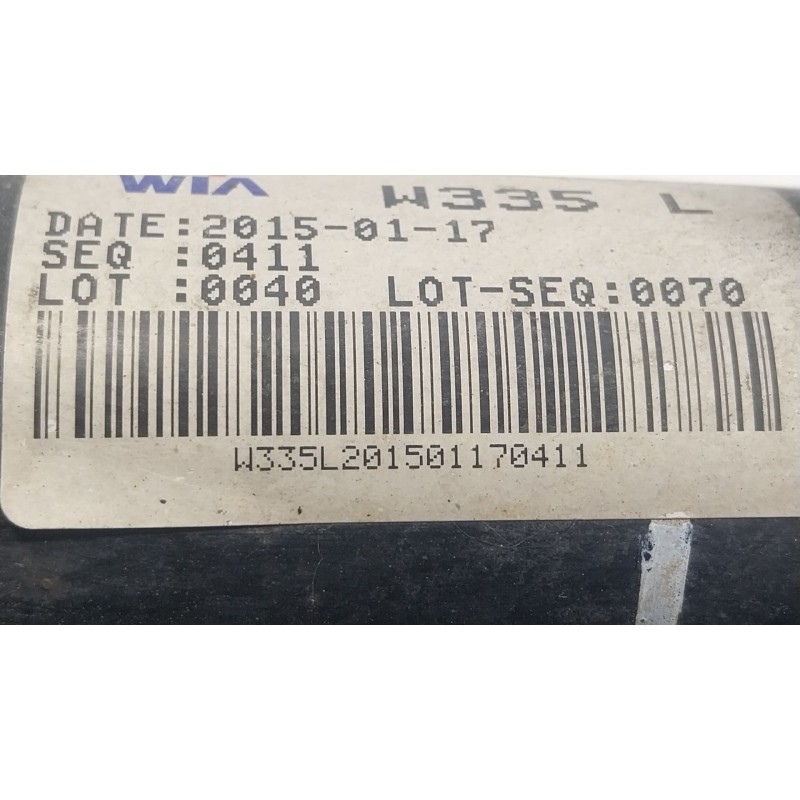 WIA W335 L
DATE:2015-01-17
SEQ :0411
LOT :0040 LOT-SEQ:0070
W335L201501170411